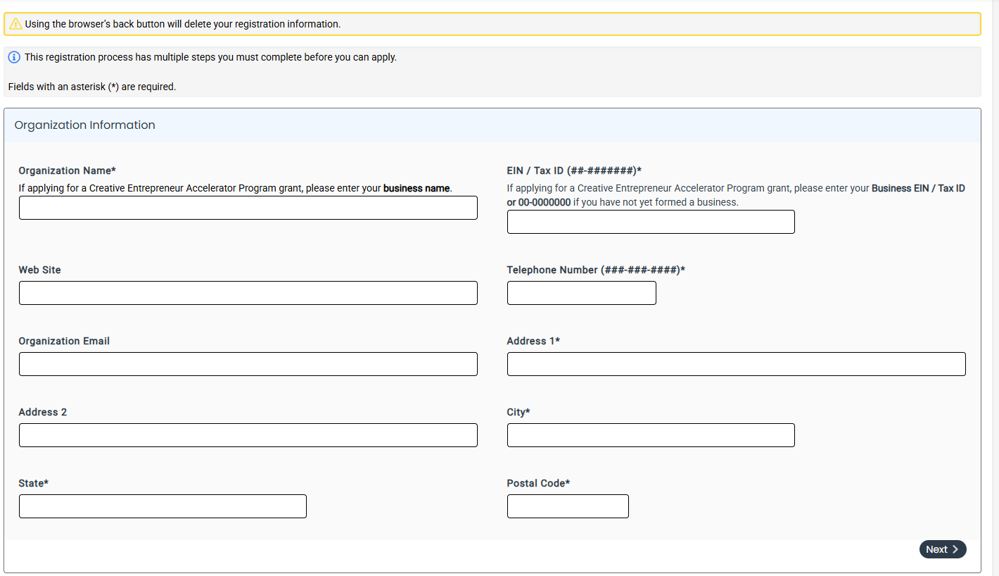 Using the browser’s back button will delete your registration information.
This registration process has multiple steps you must complete before you can apply.
Fields with an asterisk (*) are required.
Organization Information
Organization Name*
If applying for a Creative Entrepreneur Accelerator Program grant, please enter your business name.
EIN / Tax ID (##-#######)*
If applying for a Creative Entrepreneur Accelerator Program grant, please enter your Business EIN / Tax ID
or 00-0000000 if you have not yet formed a business.
Web Site
Telephone Number (###-###-####)*
Organization Email
Address 1*
Address 2
City*
State*
Postal Code*
Next